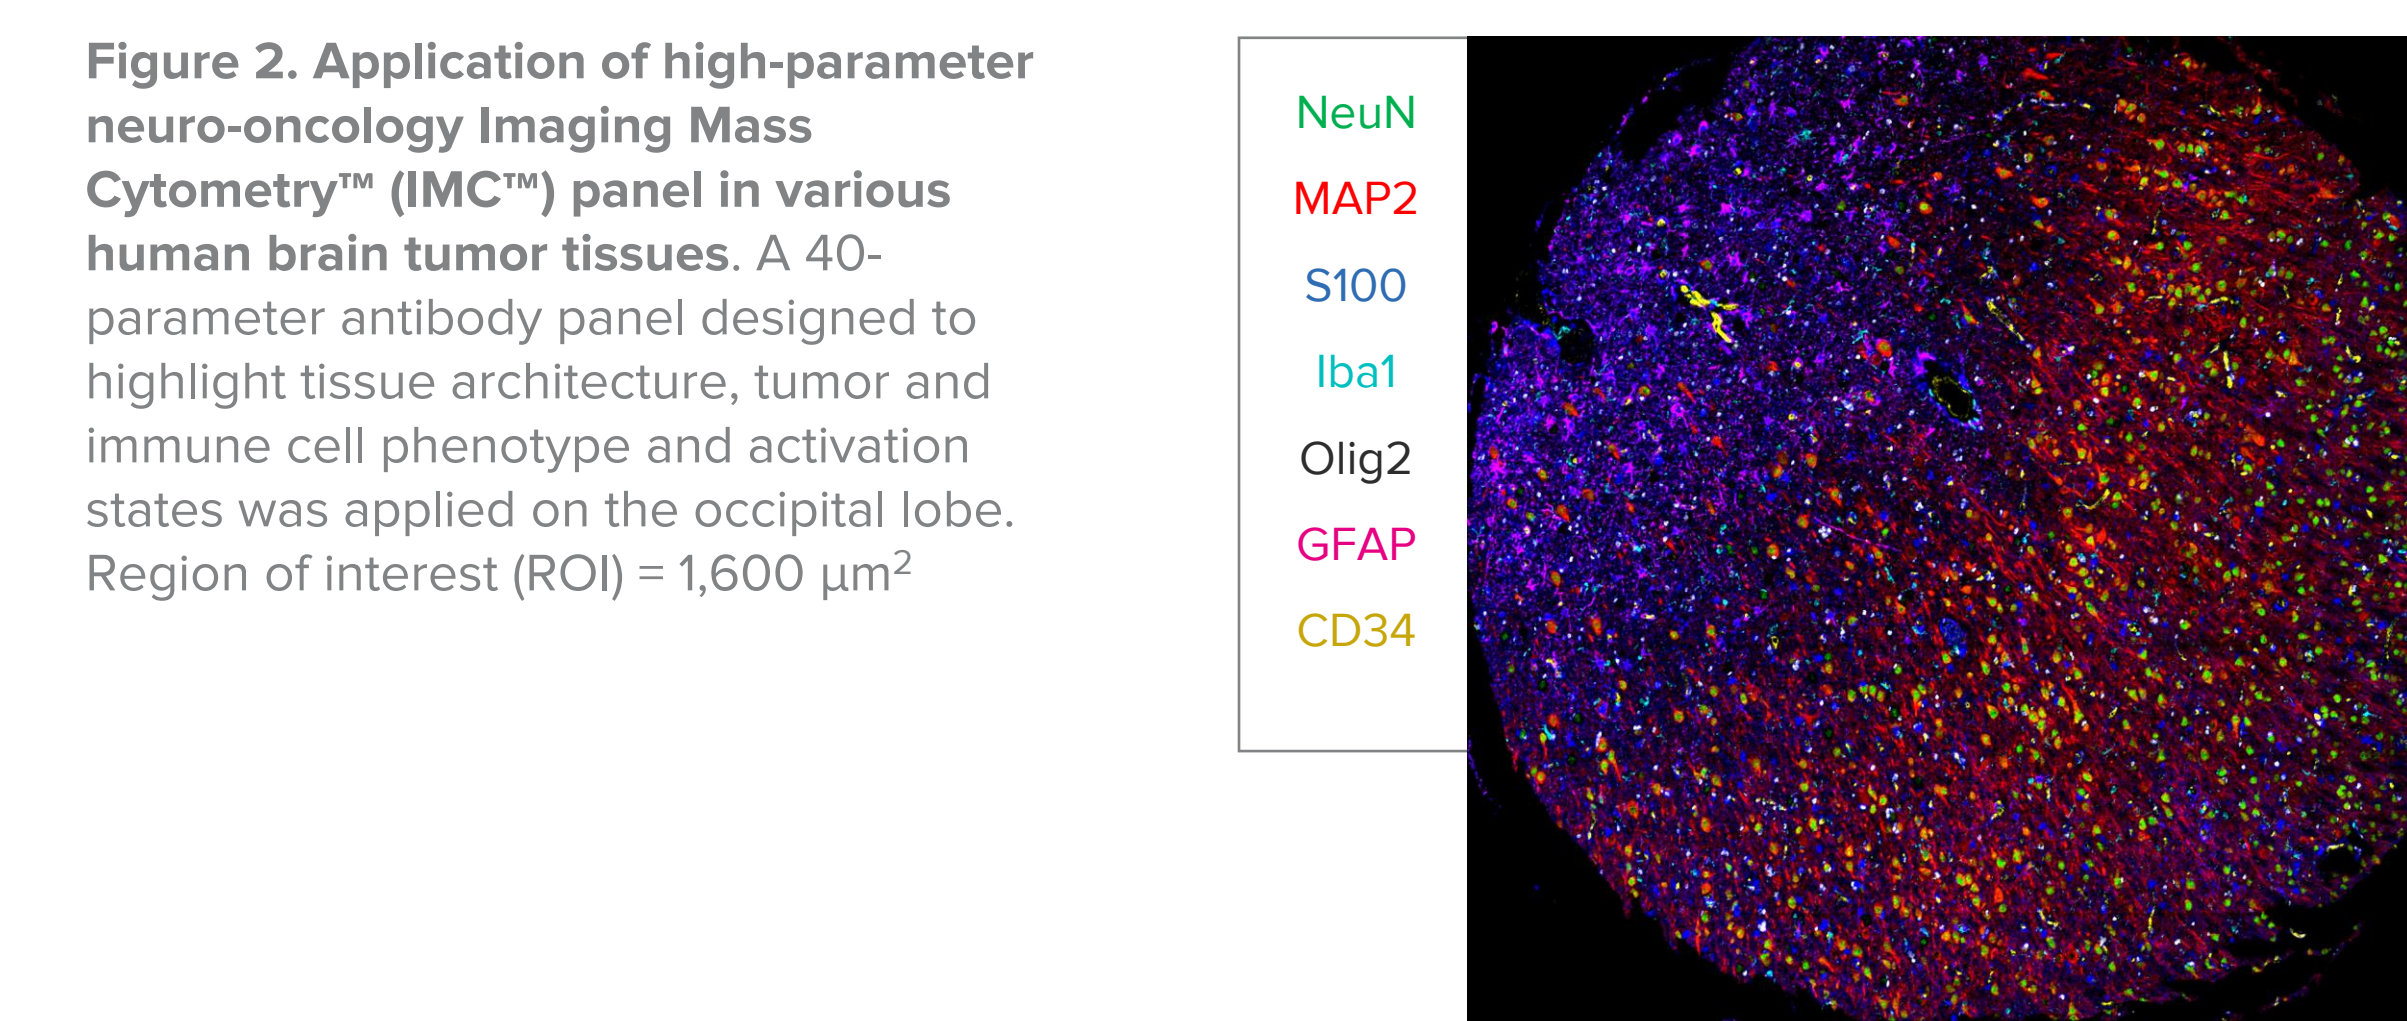 Figure 2. Application of high-parameter
neuro-oncology Imaging Mass
Cytometry™ (IMC™) panel in various
human brain tumor tissues. A 40-
parameter antibody panel designed to
highlight tissue architecture, tumor and
immune cell phenotype and activation
states was applied on the occipital lobe.
Region of interest (ROI) = 1,600 µm²
NeuN
MAP2
S100
Iba1
Olig2
GFAP
CD34